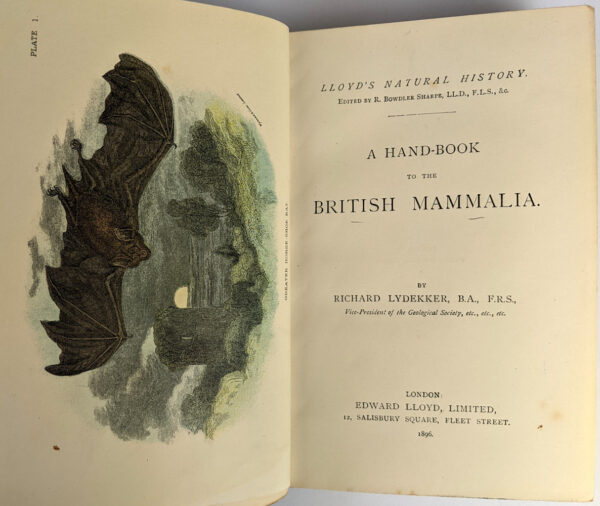 PLATE 1.
GREATER HORSE-SHOE BAT.
LLOYD'S NATURAL HISTORY.
EDITED BY R. BOWDLER SHARPE, LL.D., F.L.S., &c.
A HAND-BOOK
TO THE
BRITISH MAMMALIA.
BY
RICHARD LYDEKKER, B.A., F.R.S.,
Vice-President of the Geological Society, etc., etc., etc.
LONDON:
EDWARD LLOYD, LIMITED,
12, SALISBURY SQUARE, FLEET STREET.
1896.